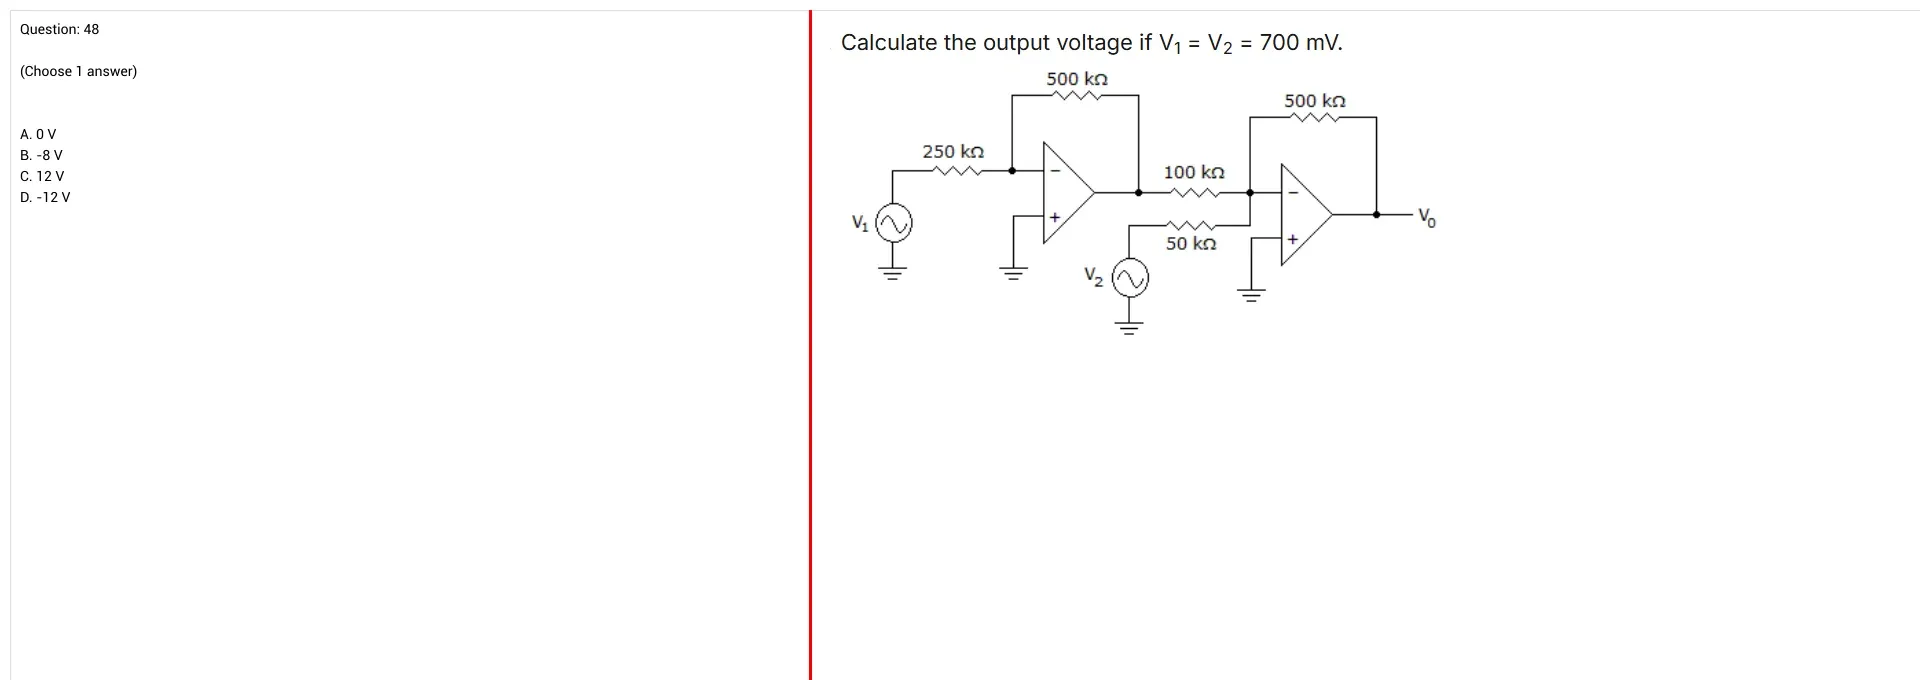 Question: 48
(Choose 1 answer)
A. 0 V
B. -8 V
C. 12 V
D. -12 V
Calculate the output voltage if V₁ = V₂ = 700 mV.
500 kΩ
500 kΩ
250 kΩ
100 kΩ
V₁
V₀
50 kΩ
V₂